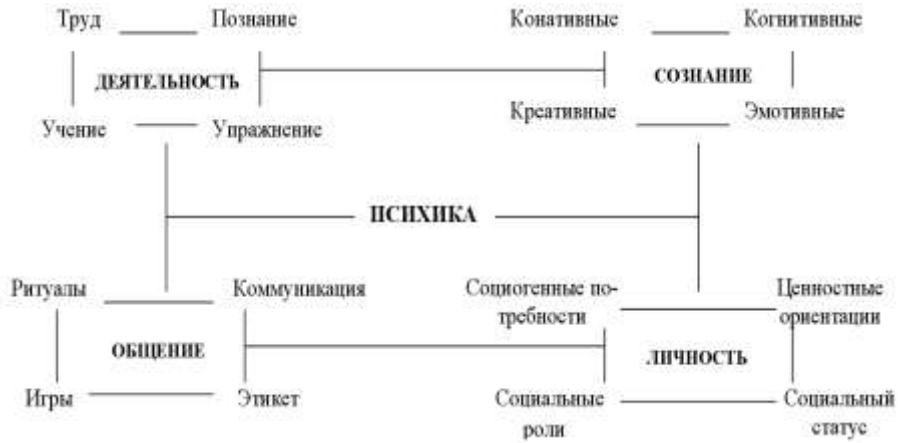 Труд Познание Конативные Когнитивные
ДЕЯТЕЛЬНОСТЬ СОЗНАНИЕ
Учение Упражнение Креативные Эмотивные
ПСИХИКА
Ритуалы Коммуникация Социогенные по-
требности Ценностные
ориентации
ОБЩЕНИЕ ЛИЧНОСТЬ
Игры Этикет Социальные
роли Социальный
статус